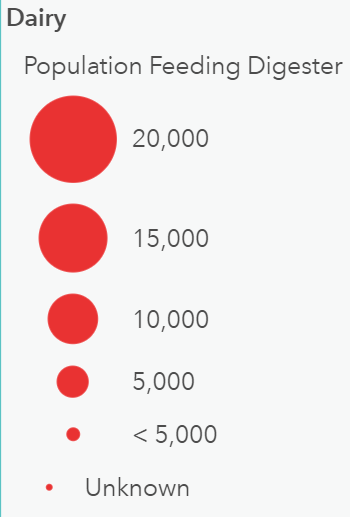 Dairy
Population Feeding Digester
20,000
15,000
10,000
5,000
< 5,000
Unknown